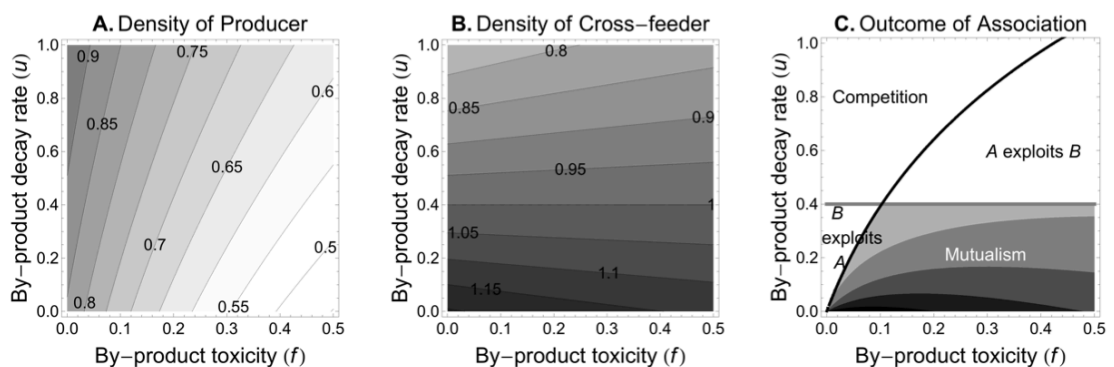 A. Density of Producer
By−product decay rate (u)
1.0
0.8
0.6
0.4
0.2
0.0
0.9
0.75
0.85
0.6
0.65
0.7
0.5
0.8
0.55
0.0 0.1 0.2 0.3 0.4 0.5
By−product toxicity (f)
B. Density of Cross−feeder
By−product decay rate (u)
1.0
0.8
0.6
0.4
0.2
0.0
0.8
0.85
0.9
0.95
1
1.05
1.1
1.15
0.0 0.1 0.2 0.3 0.4 0.5
By−product toxicity (f)
C. Outcome of Association
By−product decay rate (u)
1.0
0.8
0.6
0.4
0.2
0.0
Competition
A exploits B
B
exploits
A
Mutualism
0.0 0.1 0.2 0.3 0.4 0.5
By−product toxicity (f)